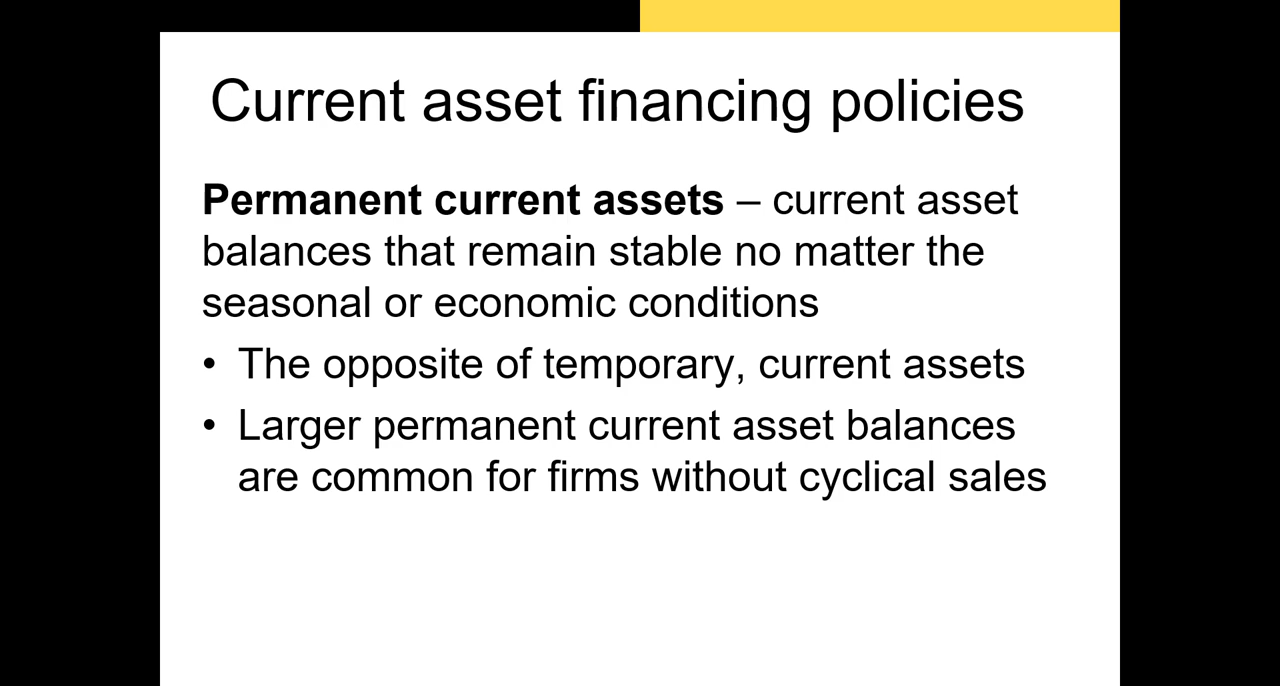 Current asset financing policies
Permanent current assets – current asset
balances that remain stable no matter the
seasonal or economic conditions
• The opposite of temporary, current assets
• Larger permanent current asset balances
are common for firms without cyclical sales